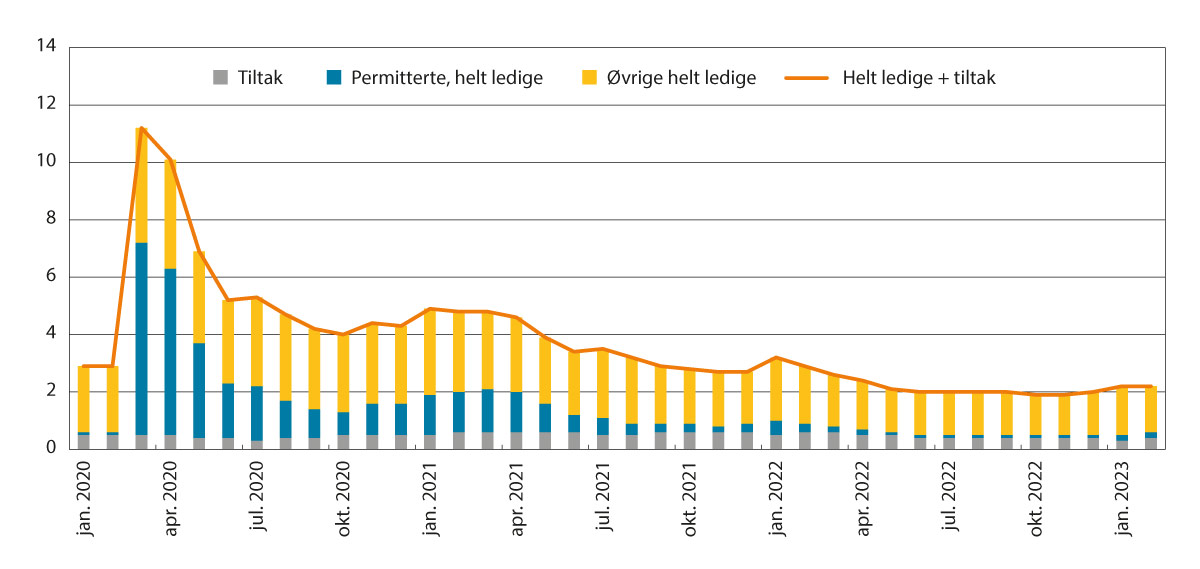 14
Tiltak Permitterte, helt ledige Øvrige helt ledige Helt ledige + tiltak
12
10
8
6
4
2
0
jan. 2020
apr. 2020
jul. 2020
okt. 2020
jan. 2021
apr. 2021
jul. 2021
okt. 2021
jan. 2022
apr. 2022
jul. 2022
okt. 2022
jan. 2023